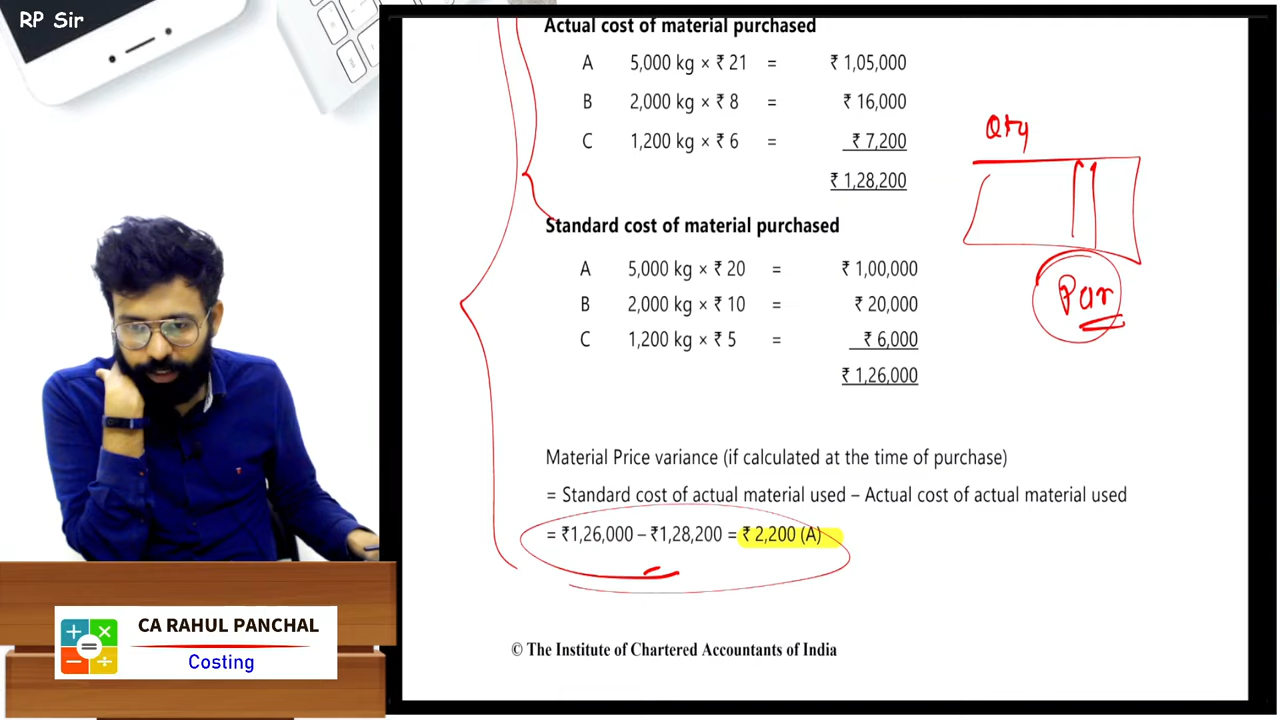 RP Sir
Actual cost of material purchased
A 5,000 kg × ₹ 21 = ₹ 1,05,000
B 2,000 kg × ₹ 8 = ₹ 16,000
C 1,200 kg × ₹ 6 = ₹ 7,200
₹ 1,28,200
Qty
Standard cost of material purchased
A 5,000 kg × ₹ 20 = ₹ 1,00,000
B 2,000 kg × ₹ 10 = ₹ 20,000
C 1,200 kg × ₹ 5 = ₹ 6,000
₹ 1,26,000
Pur
Material Price variance (if calculated at the time of purchase)
= Standard cost of actual material used – Actual cost of actual material used
= ₹1,26,000 – ₹1,28,200 = ₹ 2,200 (A)
© The Institute of Chartered Accountants of India
CA RAHUL PANCHAL
Costing